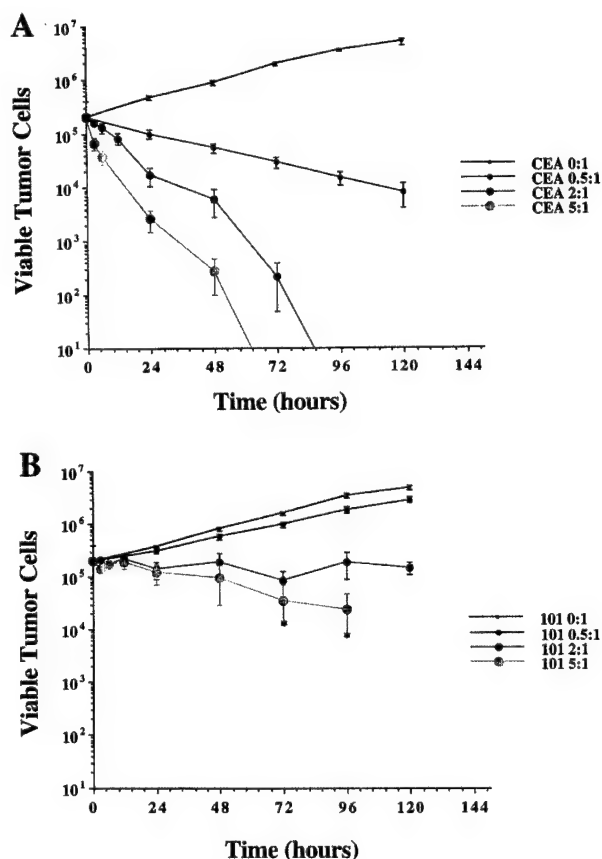 A
Viable Tumor Cells
10^7
10^6
10^5
10^4
10^3
10^2
10^1
0 24 48 72 96 120 144
Time (hours)
CEA 0:1
CEA 0.5:1
CEA 2:1
CEA 5:1
B
Viable Tumor Cells
10^7
10^6
10^5
10^4
10^3
10^2
10^1
0 24 48 72 96 120 144
Time (hours)
101 0:1
101 0.5:1
101 2:1
101 5:1